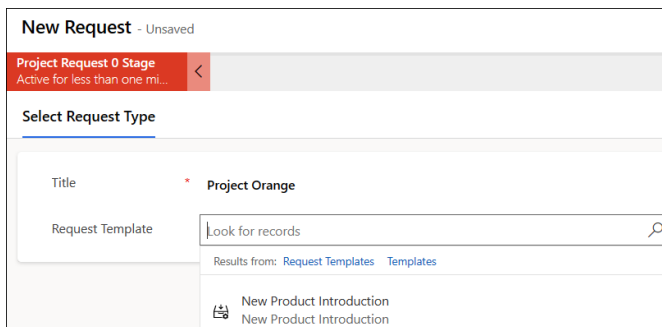 New Request - Unsaved
Project Request 0 Stage
Active for less than one mi...
Select Request Type
Title * Project Orange
Request Template
Look for records
Results from: Request Templates Templates
New Product Introduction
New Product Introduction